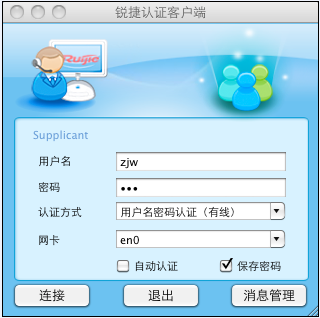 锐捷认证客户端
Ruijie
Supplicant
用户名 zjw
密码 •••
认证方式 用户名密码认证（有线）
网卡 en0
自动认证 保存密码
连接 退出 消息管理